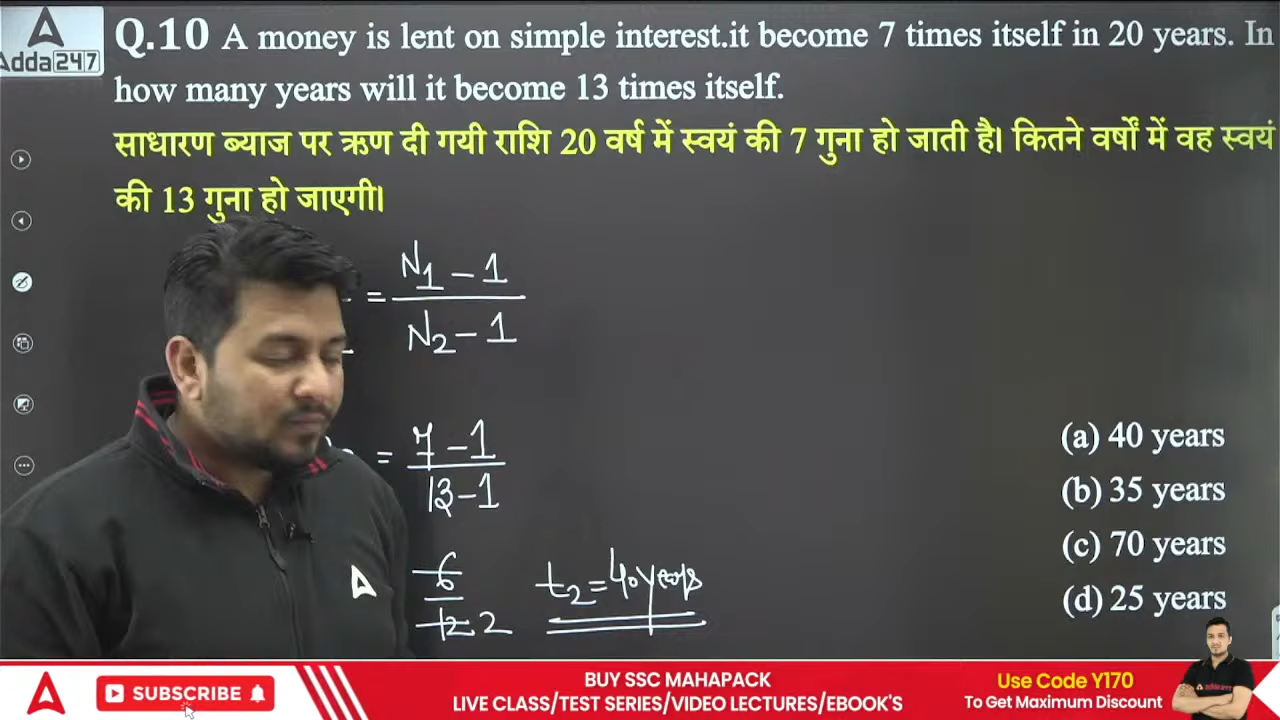 Adda247
Q.10 A money is lent on simple interest.it become 7 times itself in 20 years. In
how many years will it become 13 times itself.
साधारण ब्याज पर ऋण दी गयी राशि 20 वर्ष में स्वयं की 7 गुना हो जाती है। कितने वर्षों में वह स्वयं
की 13 गुना हो जाएगी।
= N1 - 1
N2 - 1
= 7 - 1
13 - 1
6
12 2
t2 = 40 years
(a) 40 years
(b) 35 years
(c) 70 years
(d) 25 years
SUBSCRIBE
BUY SSC MAHAPACK
LIVE CLASS/TEST SERIES/VIDEO LECTURES/EBOOK'S
Use Code Y170
To Get Maximum Discount